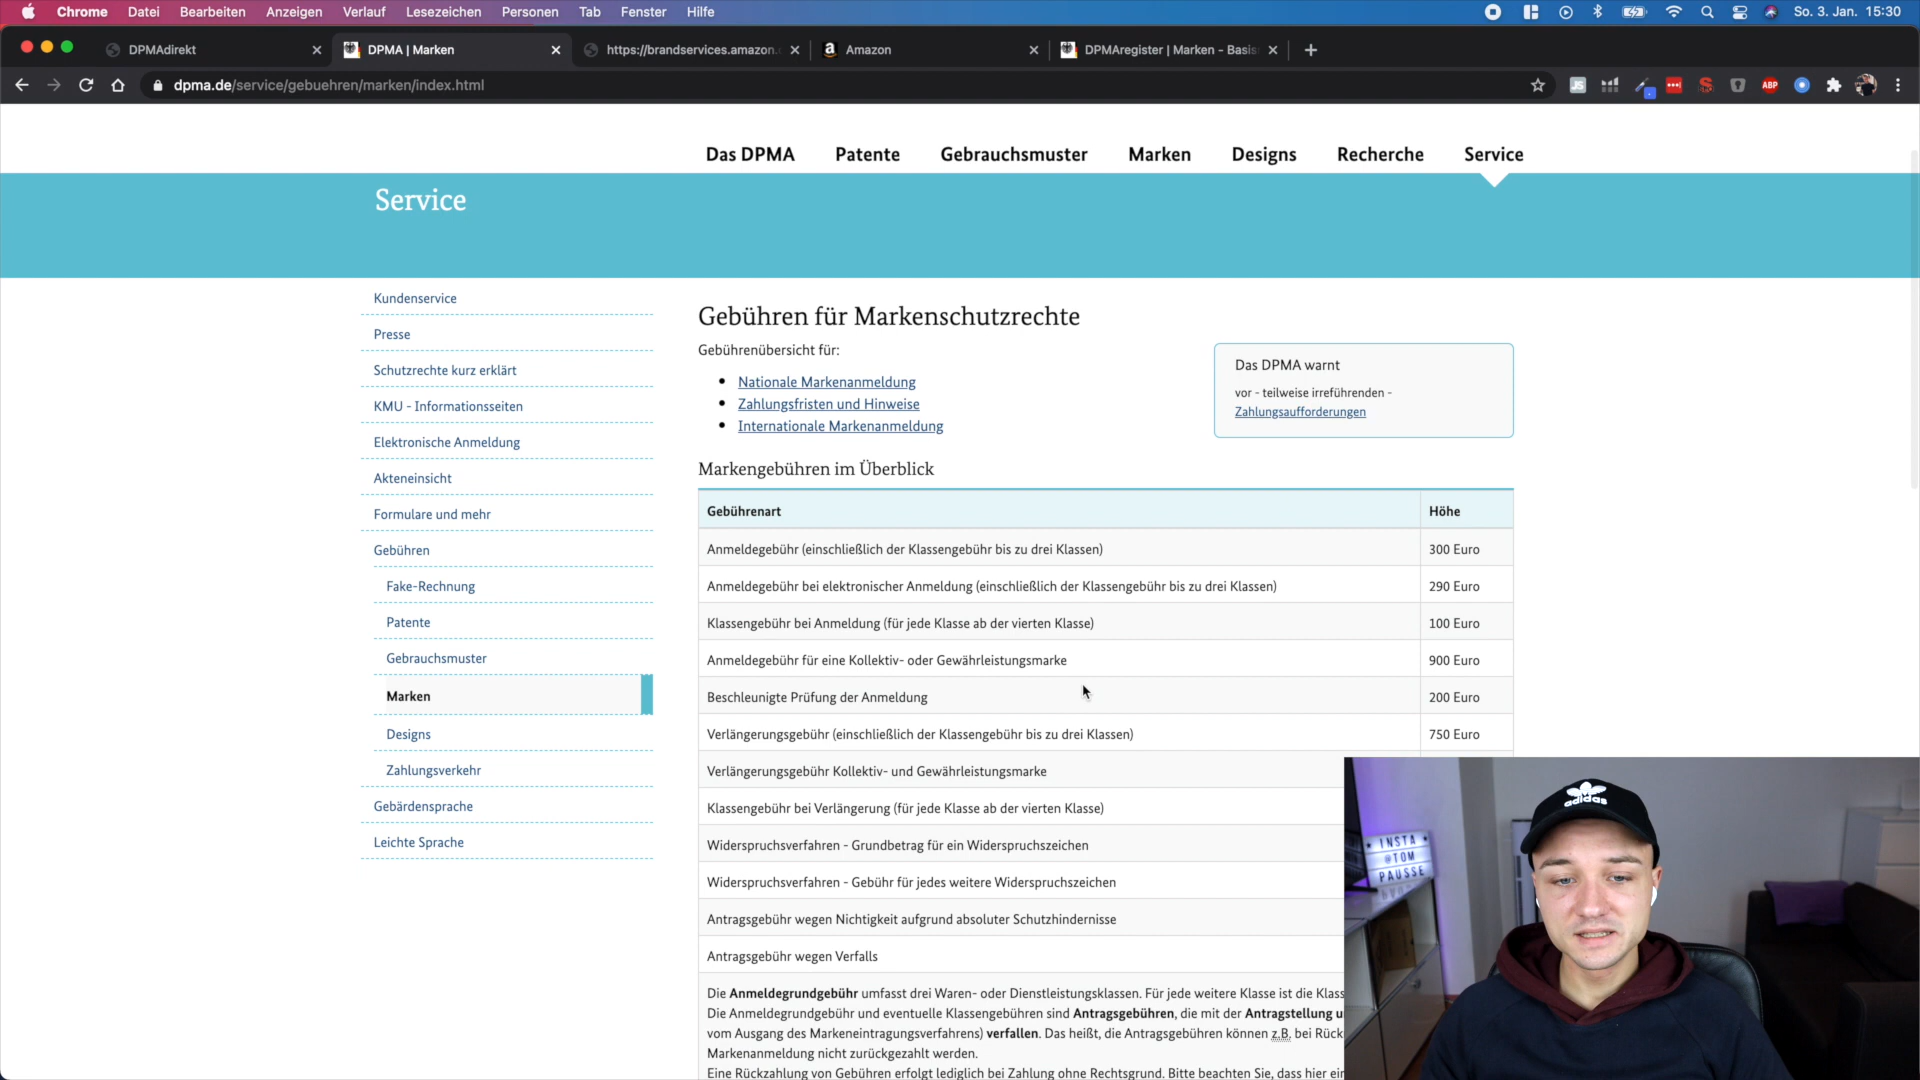 Chrome Datei Bearbeiten Anzeigen Verlauf Lesezeichen Personen Tab Fenster Hilfe So. 3. Jan. 15:30
DPMAdirekt
DPMA | Marken
https://brandservices.amazon.
Amazon
DPMAregister | Marken - Basis
dpma.de/service/gebuehren/marken/index.html
ABP
Das DPMA Patente Gebrauchsmuster Marken Designs Recherche Service
Service
Kundenservice
Presse
Schutzrechte kurz erklärt
KMU - Informationsseiten
Elektronische Anmeldung
Akteneinsicht
Formulare und mehr
Gebühren
Fake-Rechnung
Patente
Gebrauchsmuster
Marken
Designs
Zahlungsverkehr
Gebärdensprache
Leichte Sprache
Gebühren für Markenschutzrechte
Gebührenübersicht für:
Nationale Markenanmeldung
Zahlungsfristen und Hinweise
Internationale Markenanmeldung
Das DPMA warnt
vor - teilweise irreführenden -
Zahlungsaufforderungen
Markengebühren im Überblick
Gebührenart Höhe
Anmeldegebühr (einschließlich der Klassengebühr bis zu drei Klassen) 300 Euro
Anmeldegebühr bei elektronischer Anmeldung (einschließlich der Klassengebühr bis zu drei Klassen) 290 Euro
Klassengebühr bei Anmeldung (für jede Klasse ab der vierten Klasse) 100 Euro
Anmeldegebühr für eine Kollektiv- oder Gewährleistungsmarke 900 Euro
Beschleunigte Prüfung der Anmeldung 200 Euro
Verlängerungsgebühr (einschließlich der Klassengebühr bis zu drei Klassen) 750 Euro
Verlängerungsgebühr Kollektiv- und Gewährleistungsmarke
Klassengebühr bei Verlängerung (für jede Klasse ab der vierten Klasse)
Widerspruchsverfahren - Grundbetrag für ein Widerspruchszeichen
Widerspruchsverfahren - Gebühr für jedes weitere Widerspruchszeichen
Antragsgebühr wegen Nichtigkeit aufgrund absoluter Schutzhindernisse
Antragsgebühr wegen Verfalls
Die Anmeldegrundgebühr umfasst drei Waren- oder Dienstleistungsklassen. Für jede weitere Klasse ist die Klass
Die Anmeldegrundgebühr und eventuelle Klassengebühren sind Antragsgebühren, die mit der Antragstellung u
vom Ausgang des Markeneintragungsverfahrens) verfallen. Das heißt, die Antragsgebühren können z.B. bei Rück
Markenanmeldung nicht zurückgezahlt werden.
Eine Rückzahlung von Gebühren erfolgt lediglich bei Zahlung ohne Rechtsgrund. Bitte beachten Sie, dass hier ein
adidas
INSTA
@TOM
PAUSSE